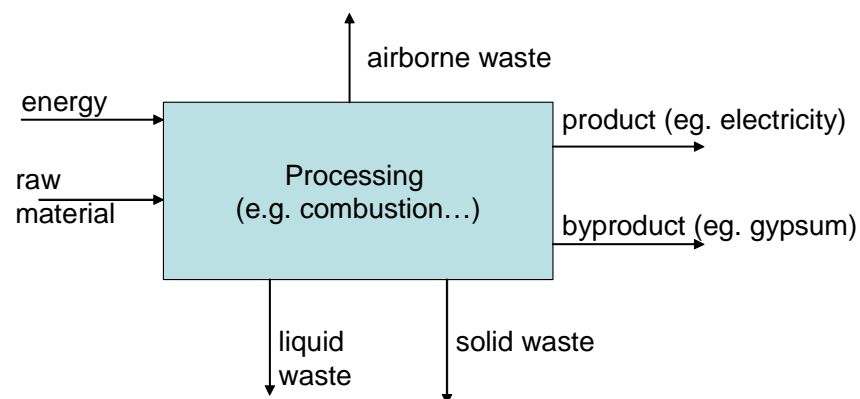 airborne waste
energy
product (eg. electricity)
raw
material
Processing
(e.g. combustion…)
byproduct (eg. gypsum)
liquid
waste
solid waste